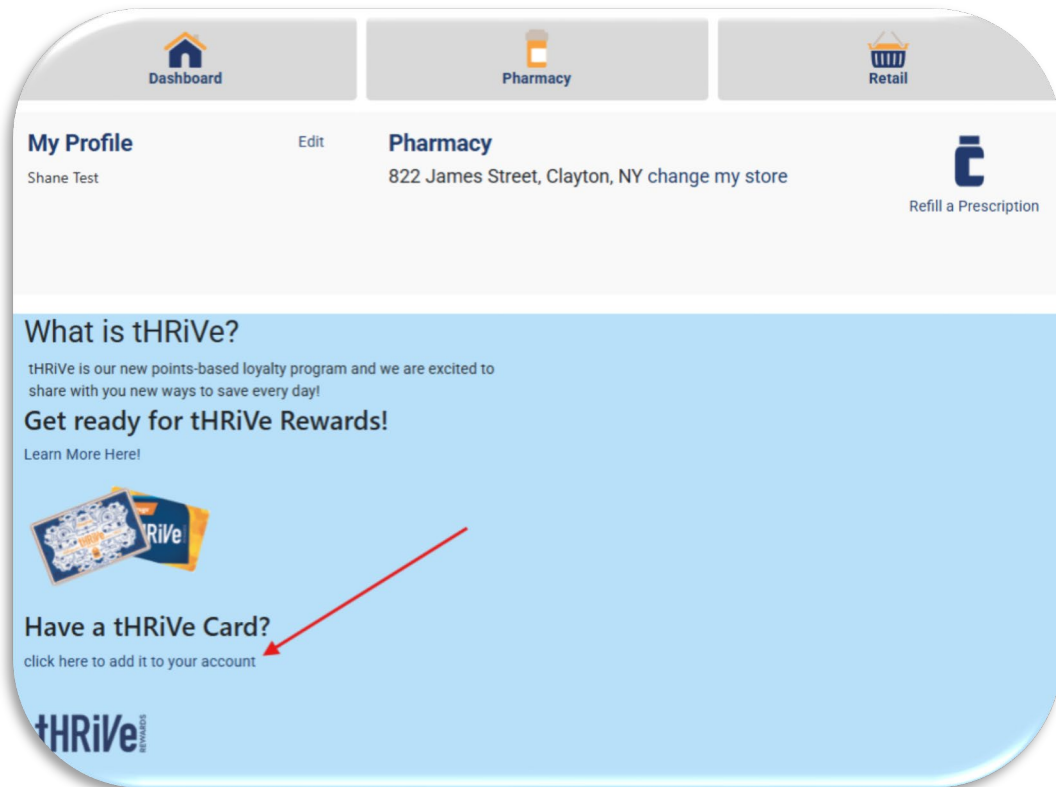 Dashboard
Pharmacy
Retail
My Profile
Edit
Shane Test
Pharmacy
822 James Street, Clayton, NY change my store
Refill a Prescription
What is tHRiVe?
tHRiVe is our new points-based loyalty program and we are excited to
share with you new ways to save every day!
Get ready for tHRiVe Rewards!
Learn More Here!
tHRiVe
HRiVe
Have a tHRiVe Card?
click here to add it to your account
tHRiVe
REWARDS